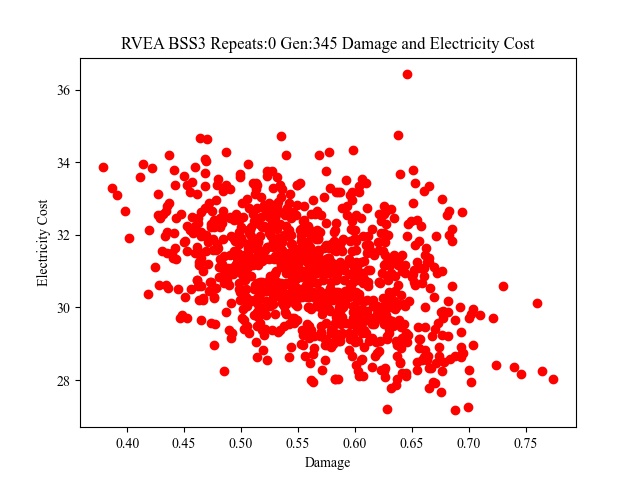 RVEA BSS3 Repeats:0 Gen:345 Damage and Electricity Cost
36
34
32
30
28
Electricity Cost
0.40 0.45 0.50 0.55 0.60 0.65 0.70 0.75
Damage